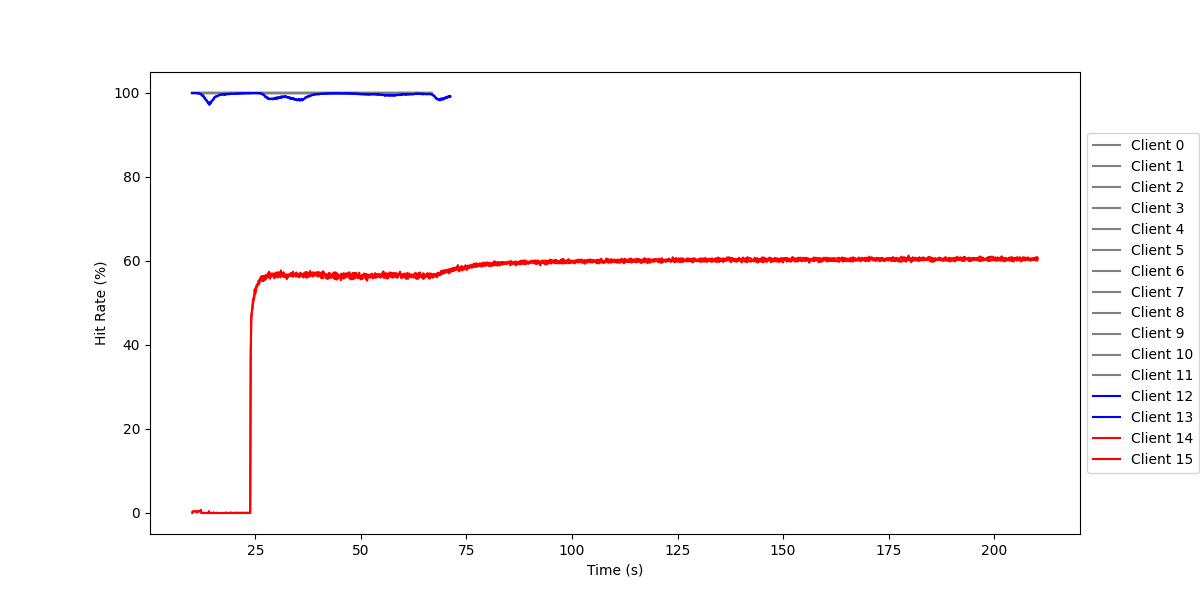 100
80
60
40
20
0
Hit Rate (%)
25
50
75
100
125
150
175
200
Time (s)
Client 0
Client 1
Client 2
Client 3
Client 4
Client 5
Client 6
Client 7
Client 8
Client 9
Client 10
Client 11
Client 12
Client 13
Client 14
Client 15